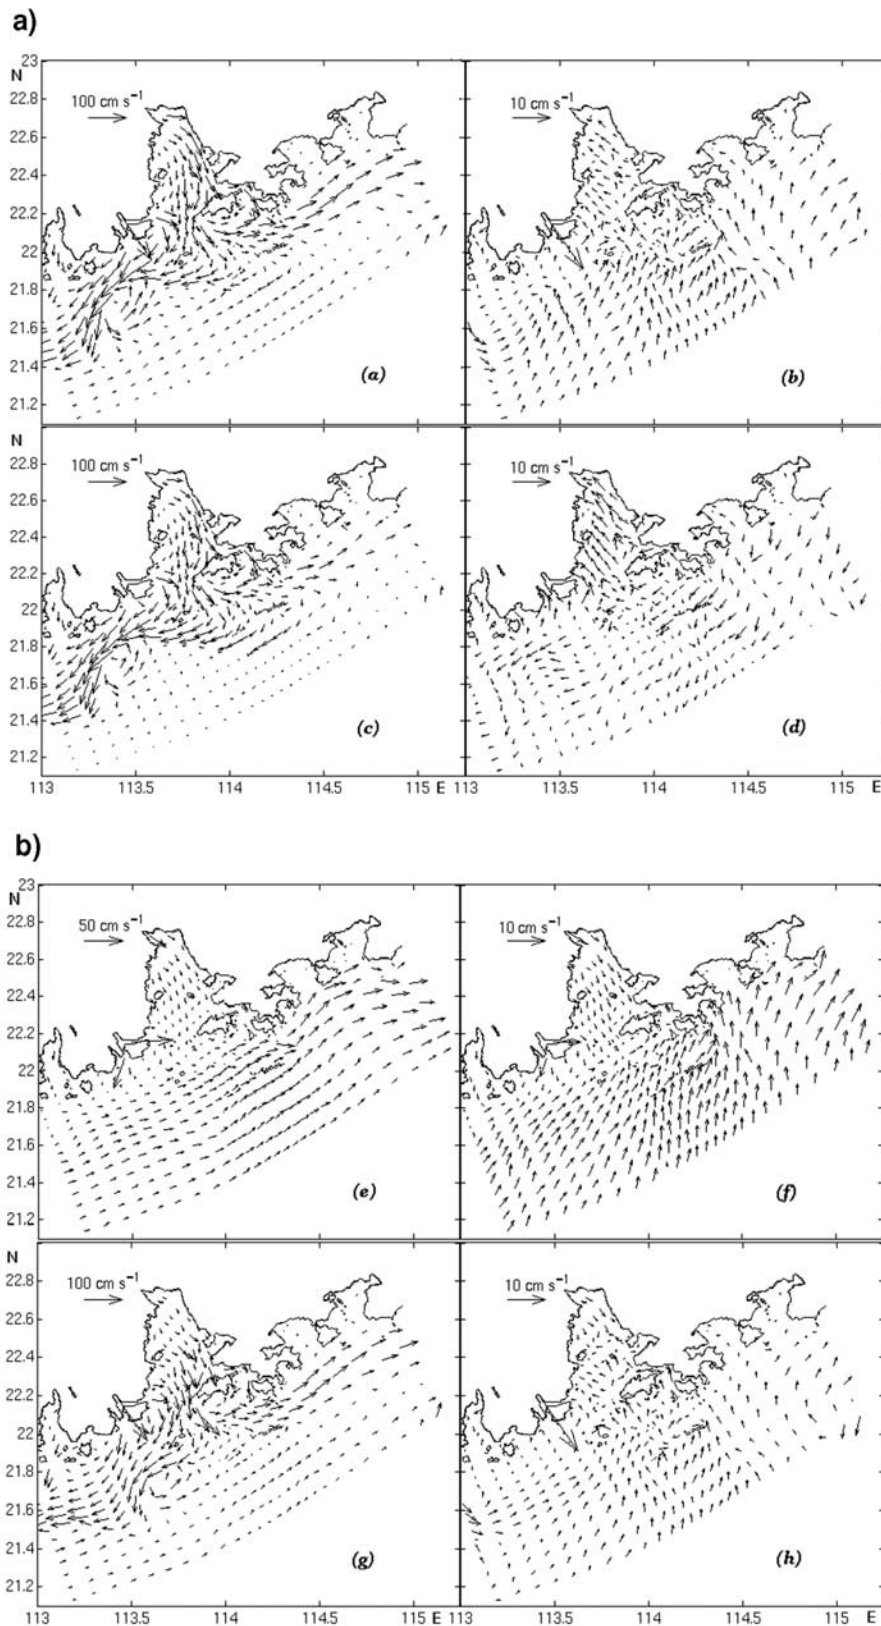 a)
23
N
22.8
22.6
22.4
22.2
22
21.8
21.6
21.4
21.2
100 cm s⁻¹
(a)
10 cm s⁻¹
(b)
N
22.8
22.6
22.4
22.2
22
21.8
21.6
21.4
21.2
100 cm s⁻¹
(c)
10 cm s⁻¹
(d)
113 113.5 114 114.5 115 E 113 113.5 114 114.5 115 E
b)
23
N
22.8
22.6
22.4
22.2
22
21.8
21.6
21.4
21.2
50 cm s⁻¹
(e)
10 cm s⁻¹
(f)
N
22.8
22.6
22.4
22.2
22
21.8
21.6
21.4
21.2
100 cm s⁻¹
(g)
10 cm s⁻¹
(h)
113 113.5 114 114.5 115 E 113 113.5 114 114.5 115 E